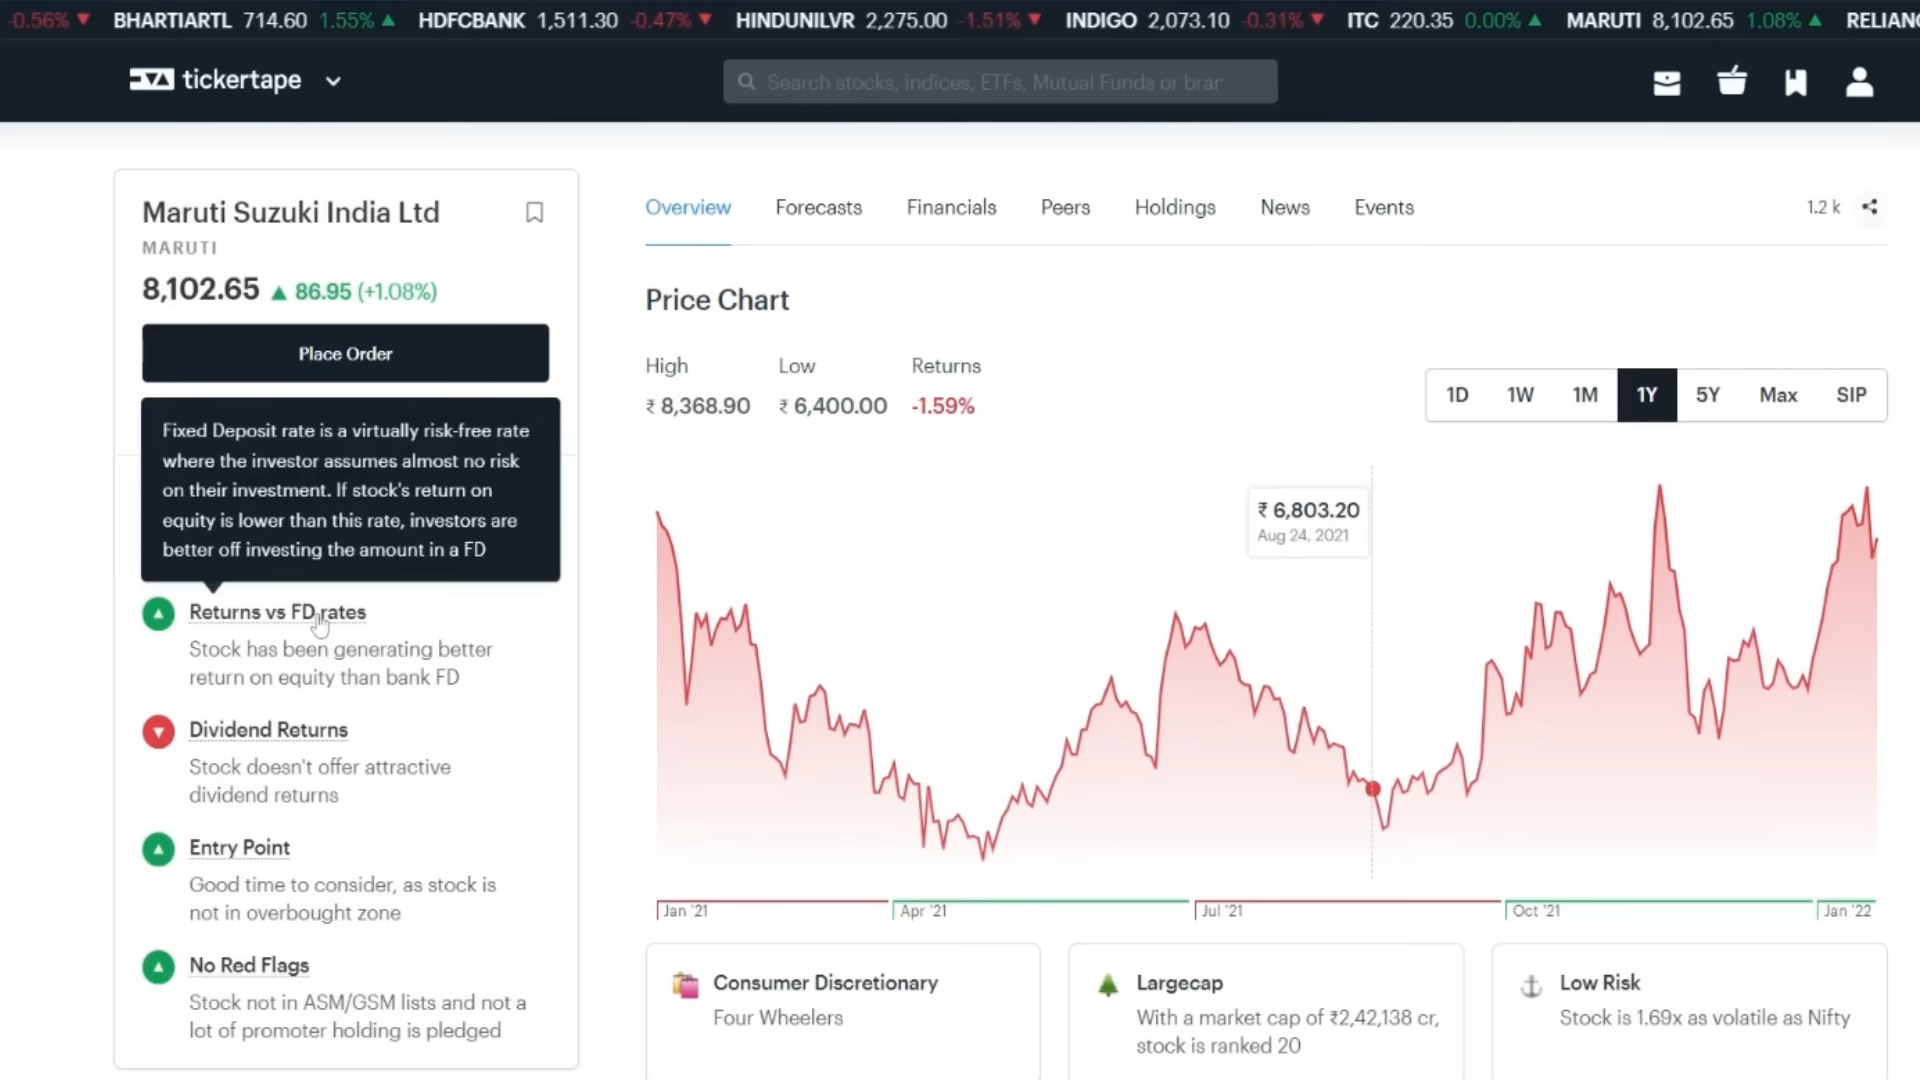 -0.56% ▼ BHARTIARTL 714.60 1.55% ▲ HDFCBANK 1,511.30 -0.47% ▼ HINDUNILVR 2,275.00 -1.51% ▼ INDIGO 2,073.10 -0.31% ▼ ITC 220.35 0.00% ▲ MARUTI 8,102.65 1.08% ▲ RELIANC
tickertape
Search stocks, indices, ETFs, Mutual Funds or brar
Maruti Suzuki India Ltd
MARUTI
8,102.65 ▲ 86.95 (+1.08%)
Place Order
Fixed Deposit rate is a virtually risk-free rate
where the investor assumes almost no risk
on their investment. If stock's return on
equity is lower than this rate, investors are
better off investing the amount in a FD
Returns vs FD rates
Stock has been generating better
return on equity than bank FD
Dividend Returns
Stock doesn't offer attractive
dividend returns
Entry Point
Good time to consider, as stock is
not in overbought zone
No Red Flags
Stock not in ASM/GSM lists and not a
lot of promoter holding is pledged
Overview Forecasts Financials Peers Holdings News Events
1.2 k
Price Chart
High Low Returns
₹ 8,368.90 ₹ 6,400.00 -1.59%
1D 1W 1M 1Y 5Y Max SIP
₹ 6,803.20
Aug 24, 2021
Jan '21 Apr '21 Jul '21 Oct '21 Jan '22
Consumer Discretionary
Four Wheelers
Largecap
With a market cap of ₹2,42,138 cr,
stock is ranked 20
Low Risk
Stock is 1.69x as volatile as Nifty